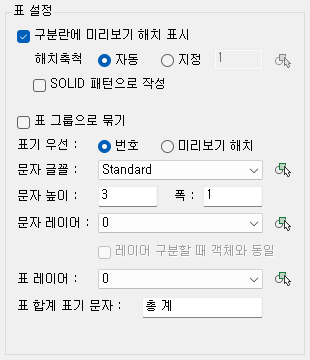 표 설정
구분란에 미리보기 해치 표시
해치축척 자동 지정 1
SOLID 패턴으로 작성
표 그룹으로 묶기
표기 우선 : 번호 미리보기 해치
문자 글꼴 : Standard
문자 높이 : 3 폭 : 1
문자 레이어 : 0
레이어 구분할 때 객체와 동일
표 레이어 : 0
표 합계 표기 문자 : 총 계